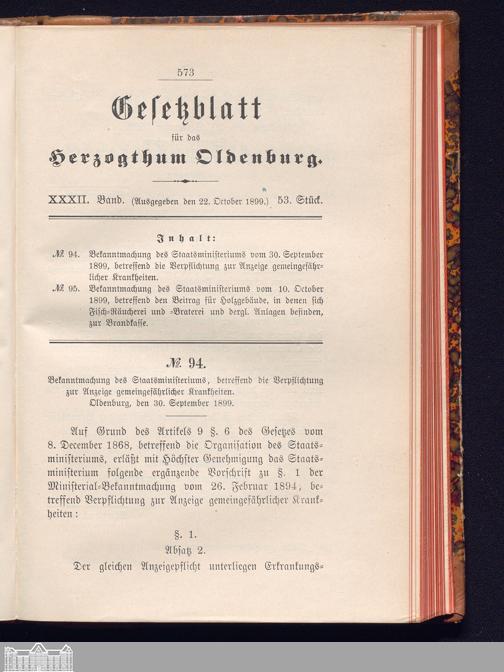 573
Gesetzblatt
für das
Herzogthum Oldenburg.
XXXII. Band. (Ausgegeben den 22. October 1899.) 53. Stück.
Inhalt:
№ 94. Bekanntmachung des Staatsministeriums vom 30. September
1899, betreffend die Verpflichtung zur Anzeige gemeingefähr-
licher Krankheiten.
№ 95. Bekanntmachung des Staatsministeriums vom 10. October
1899, betreffend den Beitrag für Holzgebäude, in denen sich
Fisch-Räucherei und -Braterei und dergl. Anlagen befinden,
zur Brandkasse.
№ 94.
Bekanntmachung des Staatsministeriums, betreffend die Verpflichtung
zur Anzeige gemeingefährlicher Krankheiten.
Oldenburg, den 30. September 1899.
Auf Grund des Artikels 9 §. 6 des Gesetzes vom
8. December 1868, betreffend die Organisation des Staats-
ministeriums, erläßt mit Höchster Genehmigung das Staats-
ministerium folgende ergänzende Vorschrift zu §. 1 der
Ministerial-Bekanntmachung vom 26. Februar 1894, be-
treffend Verpflichtung zur Anzeige gemeingefährlicher Krank-
heiten:
§. 1.
Absatz 2.
Der gleichen Anzeigepflicht unterliegen Erkrankungs-